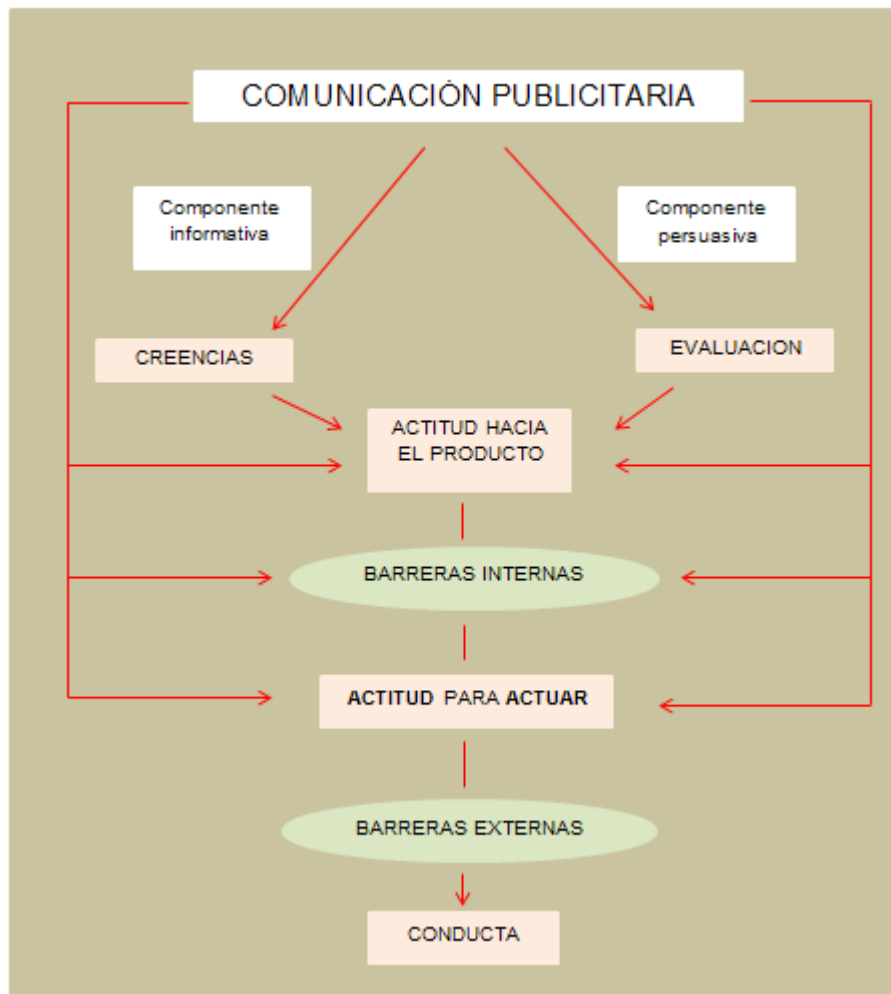 COMUNICACIÓN PUBLICITARIA
Componente
informativa
Componente
persuasiva
CREENCIAS
EVALUACION
ACTITUD HACIA
EL PRODUCTO
BARRERAS INTERNAS
ACTITUD PARA ACTUAR
BARRERAS EXTERNAS
CONDUCTA